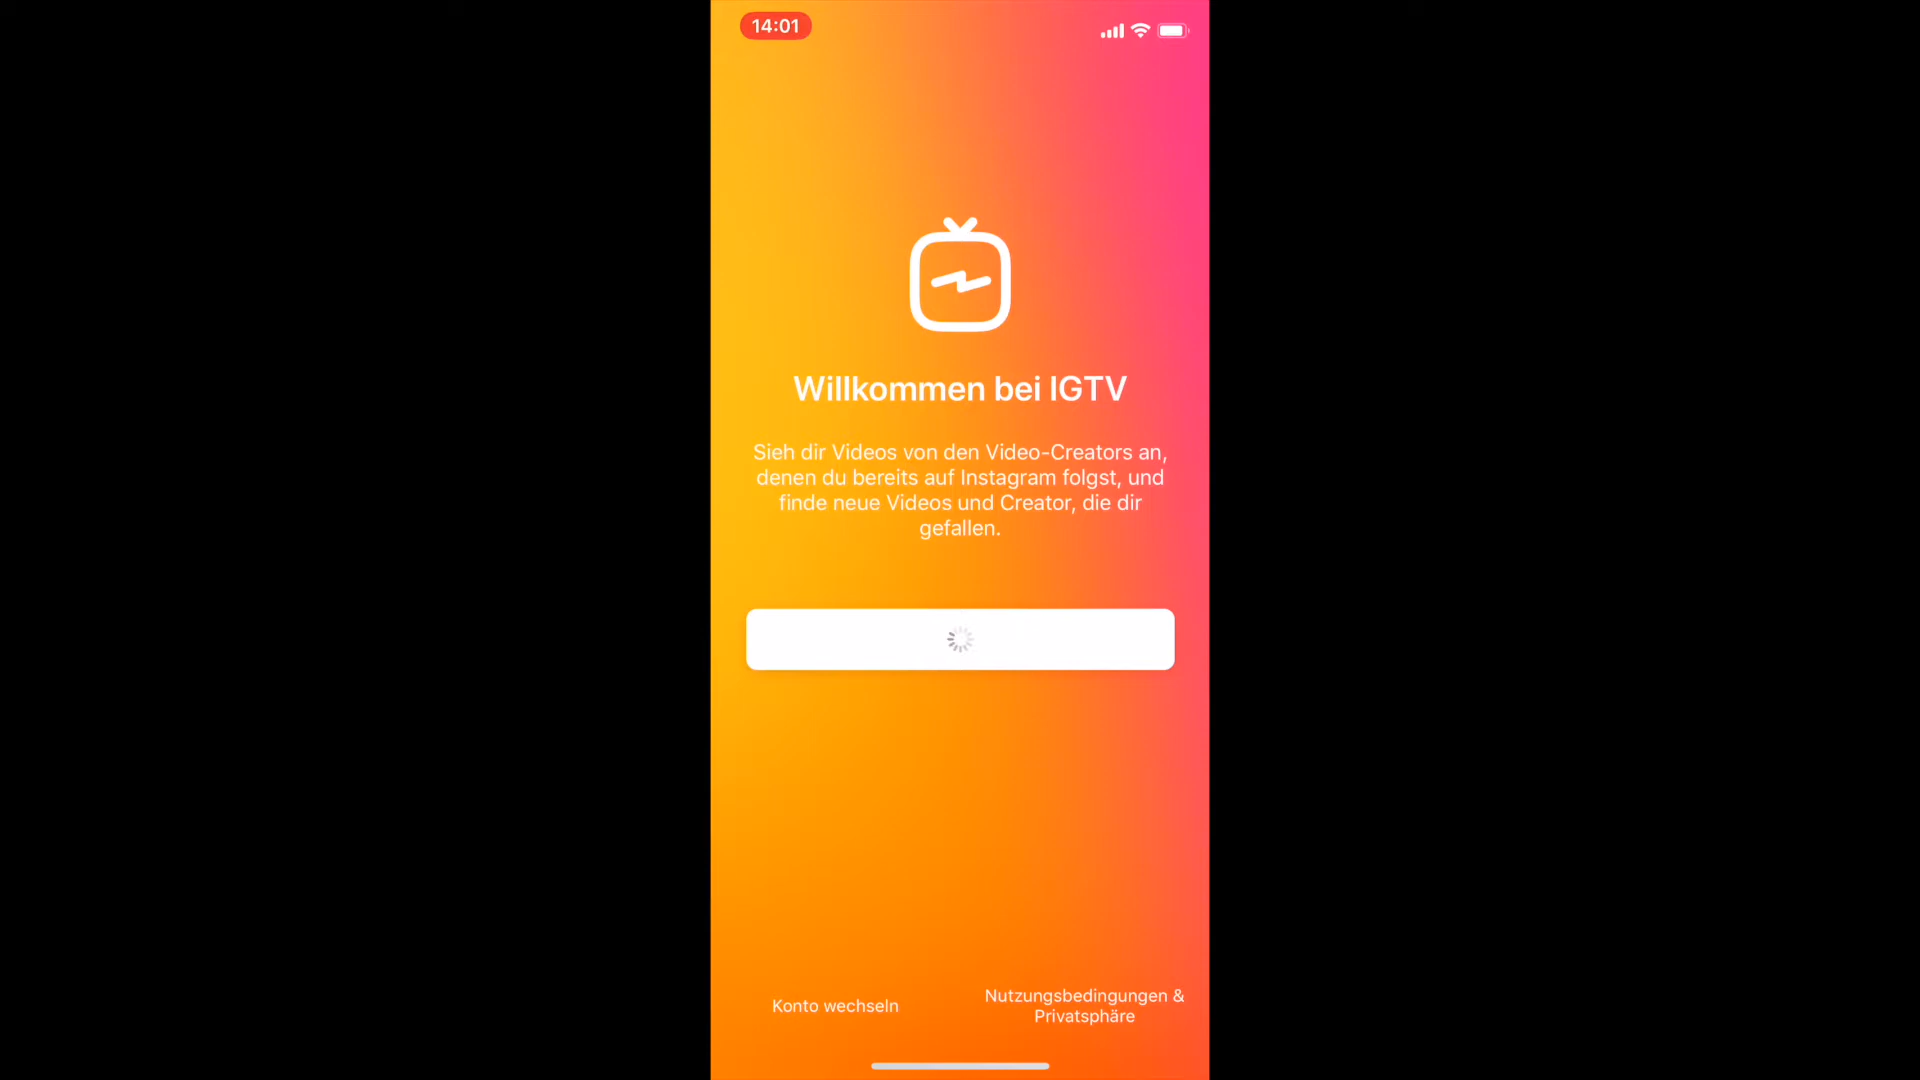 14:01
Willkommen bei IGTV
Sieh dir Videos von den Video-Creators an,
denen du bereits auf Instagram folgst, und
finde neue Videos und Creator, die dir
gefallen.
Konto wechseln
Nutzungsbedingungen &
Privatsphäre